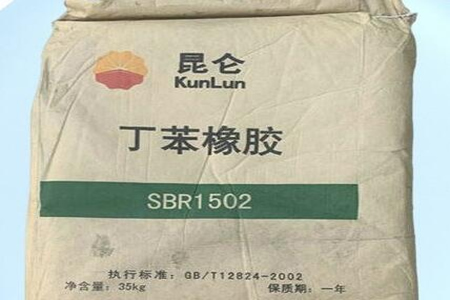 昆仑
KunLun
丁苯橡胶
SBR1502
执行标准：GB/T12824-2002
净含量：35kg 保质期：一年